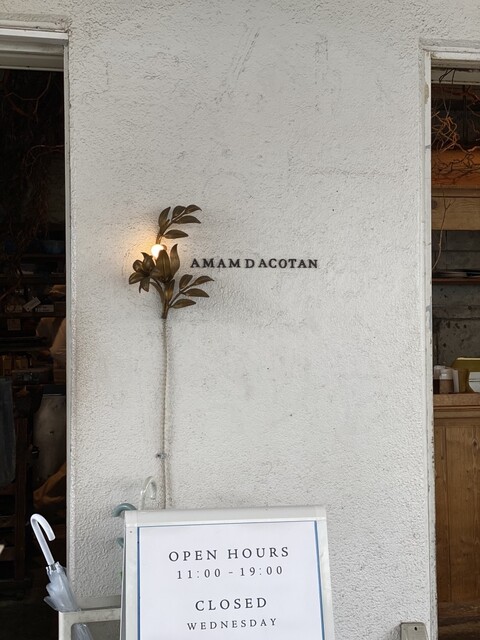 AMAM DACOTAN
OPEN HOURS
11:00 - 19:00
CLOSED
WEDNESDAY